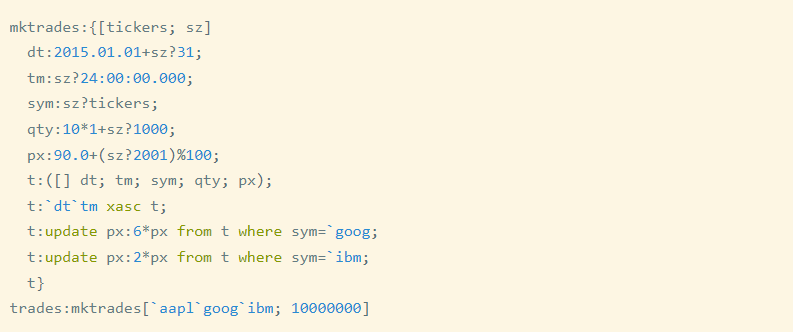 mktrades:{[tickers; sz]
  dt:2015.01.01+sz?31;
  tm:sz?24:00:00.000;
  sym:sz?tickers;
  qty:10*1+sz?1000;
  px:90.0+(sz?2001)%100;
  t:([] dt; tm; sym; qty; px);
  t:`dt`tm xasc t;
  t:update px:6*px from t where sym=`goog;
  t:update px:2*px from t where sym=`ibm;
  t}
trades:mktrades[`aapl`goog`ibm; 10000000]